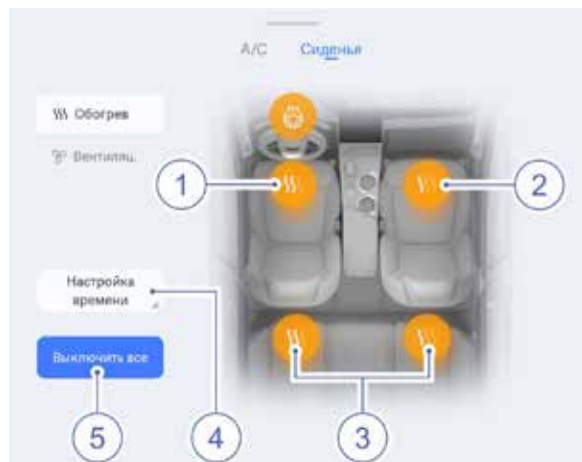 A/C Сиденья
Обогрев
Вентиляц.
1
2
Настройка
времени
Выключить все
3
4
5